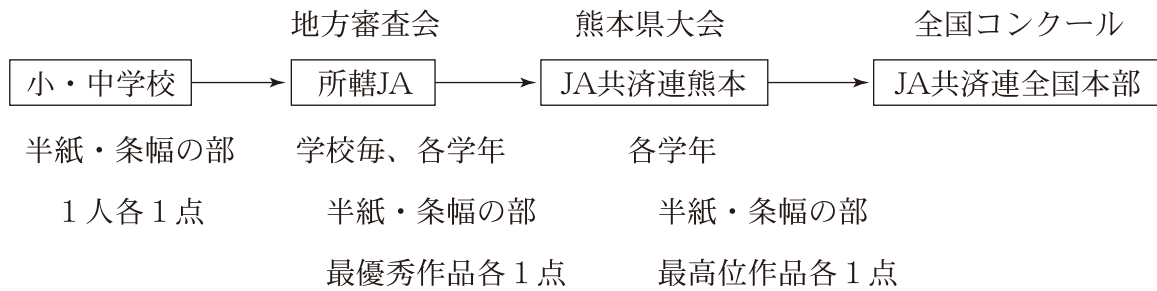 地方審査会 熊本県大会 全国コンクール
小・中学校 所轄JA JA共済連熊本 JA共済連全国本部
半紙・条幅の部 学校毎、各学年 各学年
1人各1点 半紙・条幅の部 半紙・条幅の部
最優秀作品各1点 最高位作品各1点